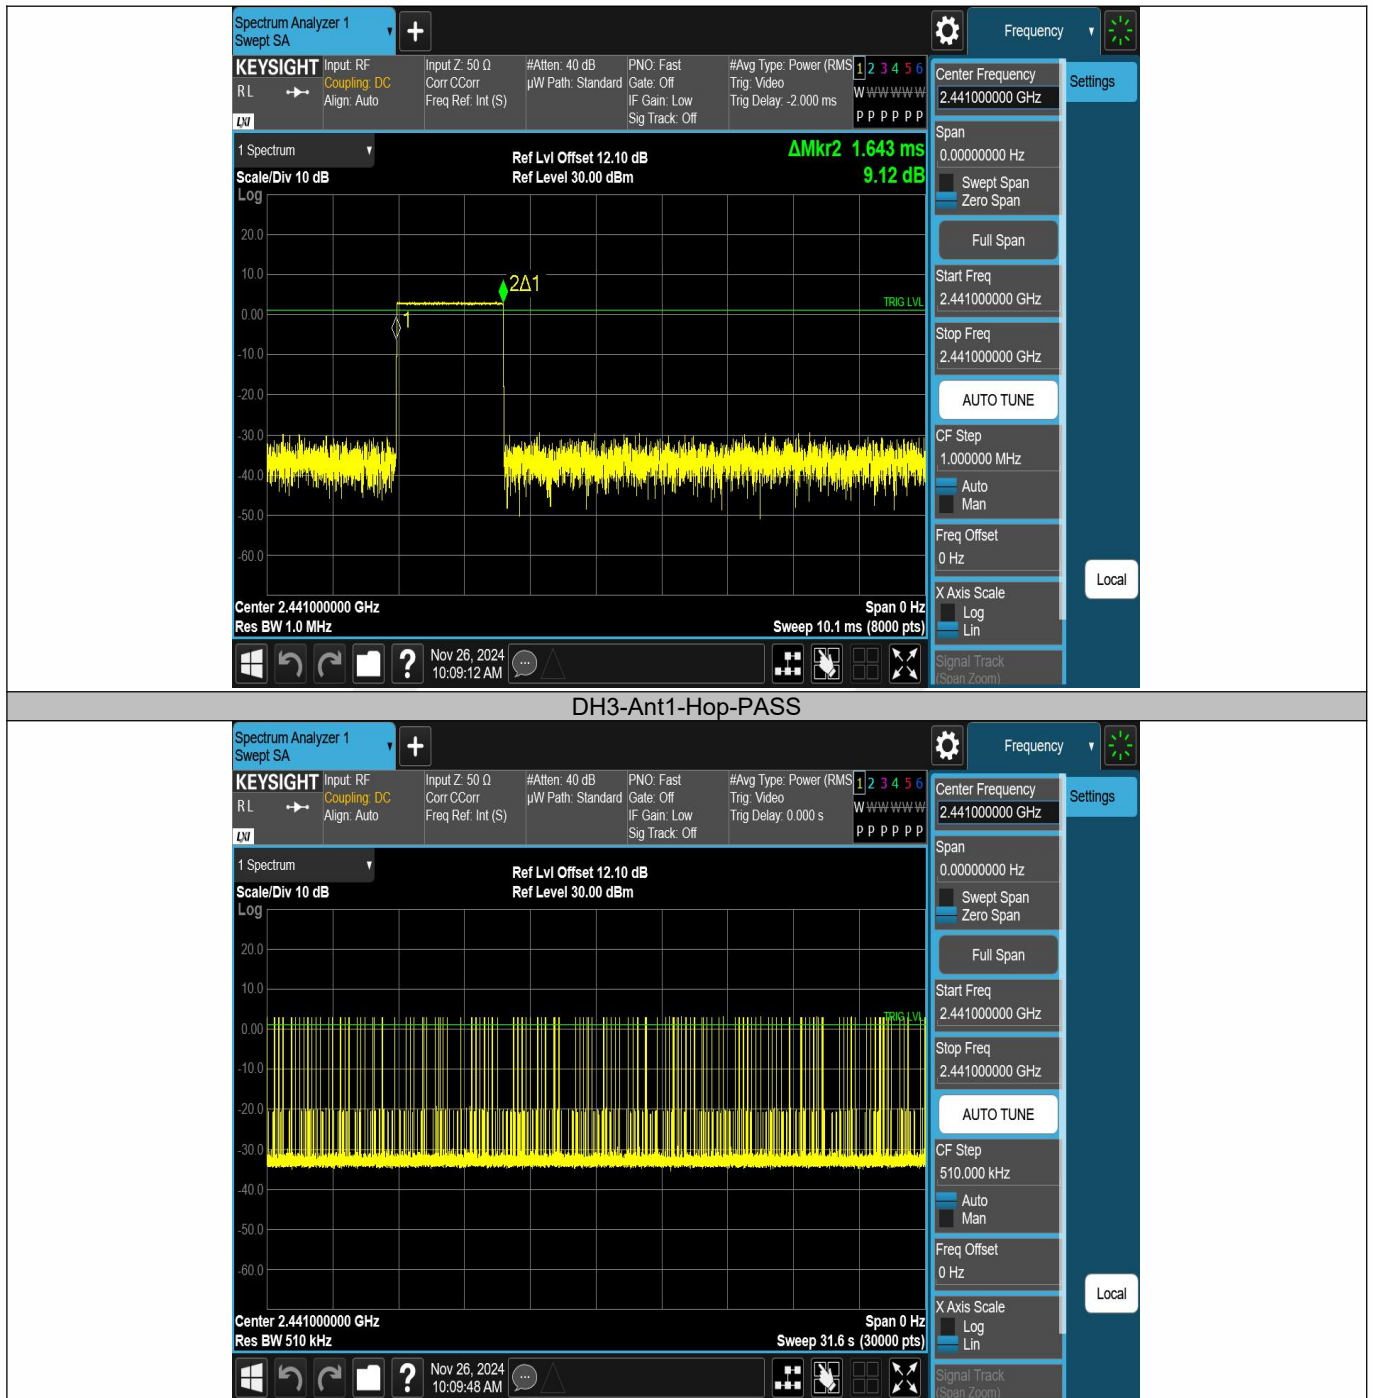 Spectrum Analyzer 1
Swept SA
+
Frequency
KEYSIGHT
RL
LXI
Input: RF
Coupling: DC
Align: Auto
Input Z: 50 Ω
Corr CCorr
Freq Ref: Int (S)
#Atten: 40 dB
µW Path: Standard
PNO: Fast
Gate: Off
IF Gain: Low
Sig Track: Off
#Avg Type: Power (RMS
Trig: Video
Trig Delay: -2.000 ms
1 2 3 4 5 6
W W W W W W
P P P P P P
1 Spectrum
Scale/Div 10 dB
Ref Lvl Offset 12.10 dB
Ref Level 30.00 dBm
ΔMkr2 1.643 ms
9.12 dB
Log
20.0
10.0
0.00
-10.0
-20.0
-30.0
-40.0
-50.0
-60.0
2Δ1
1
TRIG LVL
Center 2.441000000 GHz
Res BW 1.0 MHz
Span 0 Hz
Sweep 10.1 ms (8000 pts)
Center Frequency
2.441000000 GHz
Settings
Span
0.00000000 Hz
Swept Span
Zero Span
Full Span
Start Freq
2.441000000 GHz
Stop Freq
2.441000000 GHz
AUTO TUNE
CF Step
1.000000 MHz
Auto
Man
Freq Offset
0 Hz
X Axis Scale
Log
Lin
Local
Signal Track
(Span Zoom)
?
Nov 26, 2024
10:09:12 AM
DH3-Ant1-Hop-PASS
Spectrum Analyzer 1
Swept SA
+
Frequency
KEYSIGHT
RL
LXI
Input: RF
Coupling: DC
Align: Auto
Input Z: 50 Ω
Corr CCorr
Freq Ref: Int (S)
#Atten: 40 dB
µW Path: Standard
PNO: Fast
Gate: Off
IF Gain: Low
Sig Track: Off
#Avg Type: Power (RMS
Trig: Video
Trig Delay: 0.000 s
1 2 3 4 5 6
W W W W W W
P P P P P P
1 Spectrum
Scale/Div 10 dB
Ref Lvl Offset 12.10 dB
Ref Level 30.00 dBm
Log
20.0
10.0
0.00
-10.0
-20.0
-30.0
-40.0
-50.0
-60.0
TRIG LVL
Center 2.441000000 GHz
Res BW 510 kHz
Span 0 Hz
Sweep 31.6 s (30000 pts)
Center Frequency
2.441000000 GHz
Settings
Span
0.00000000 Hz
Swept Span
Zero Span
Full Span
Start Freq
2.441000000 GHz
Stop Freq
2.441000000 GHz
AUTO TUNE
CF Step
510.000 kHz
Auto
Man
Freq Offset
0 Hz
X Axis Scale
Log
Lin
Local
Signal Track
(Span Zoom)
?
Nov 26, 2024
10:09:48 AM